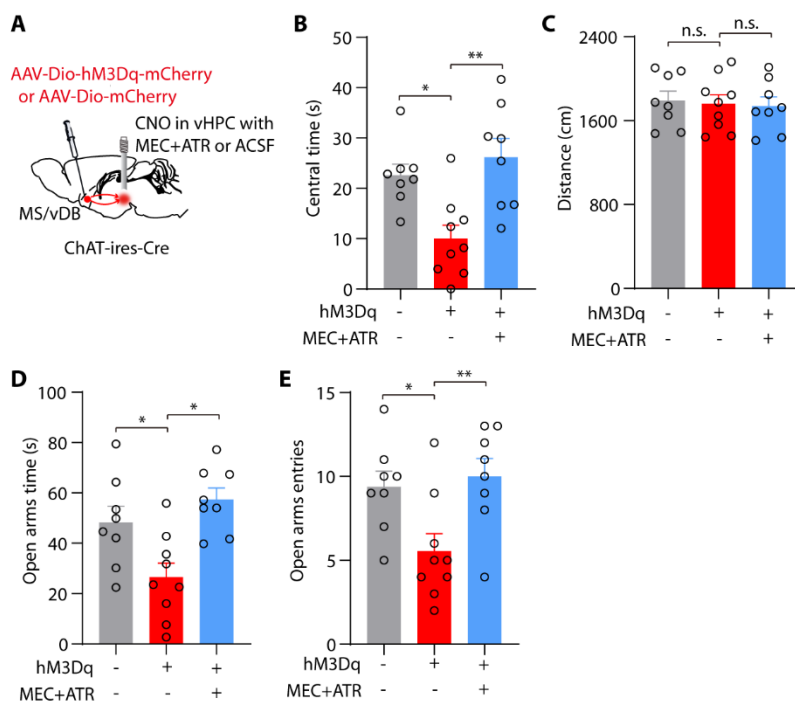 A
AAV-Dio-hM3Dq-mCherry
or AAV-Dio-mCherry
CNO in vHPC with
MEC+ATR or ACSF
MS/vDB
ChAT-ires-Cre
B
Central time (s)
50
40
30
20
10
0
*
**
hM3Dq - + +
MEC+ATR - - +
C
Distance (cm)
2400
1600
800
0
n.s.
n.s.
hM3Dq - + +
MEC+ATR - - +
D
Open arms time (s)
100
80
60
40
20
0
*
*
hM3Dq - + +
MEC+ATR - - +
E
Open arms entries
15
10
5
0
*
**
hM3Dq - + +
MEC+ATR - - +